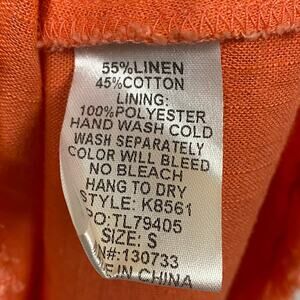 55%LINEN
45%COTTON
LINING:
100%POLYESTER
HAND WASH COLD
WASH SEPARATELY
COLOR WILL BLEED
NO BLEACH
HANG TO DRY
STYLE: K8561
PO:TL79405
SIZE: S
N#:130733
IN CHINA